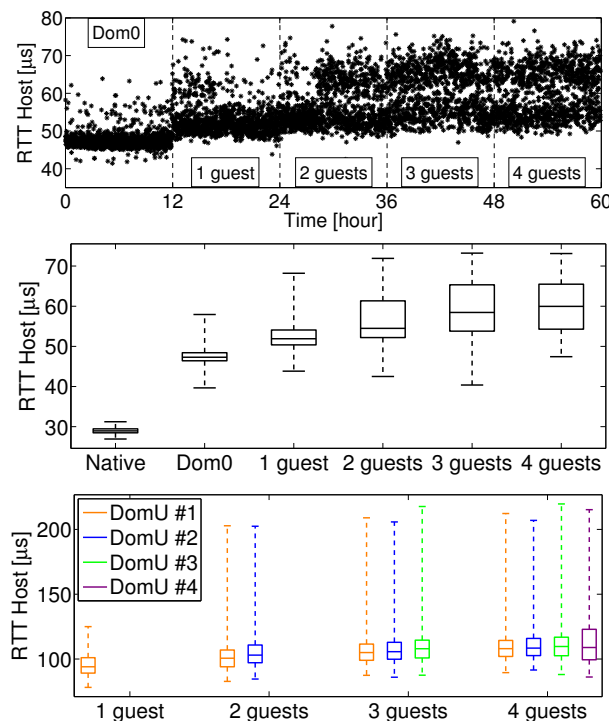 80
70
60
50
40
RTT Host [µs]
Dom0
1 guest
2 guests
3 guests
4 guests
0 12 24 36 48 60
Time [hour]
70
60
50
40
30
RTT Host [µs]
Native Dom0 1 guest 2 guests 3 guests 4 guests
200
150
100
RTT Host [µs]
DomU #1
DomU #2
DomU #3
DomU #4
1 guest 2 guests 3 guests 4 guests